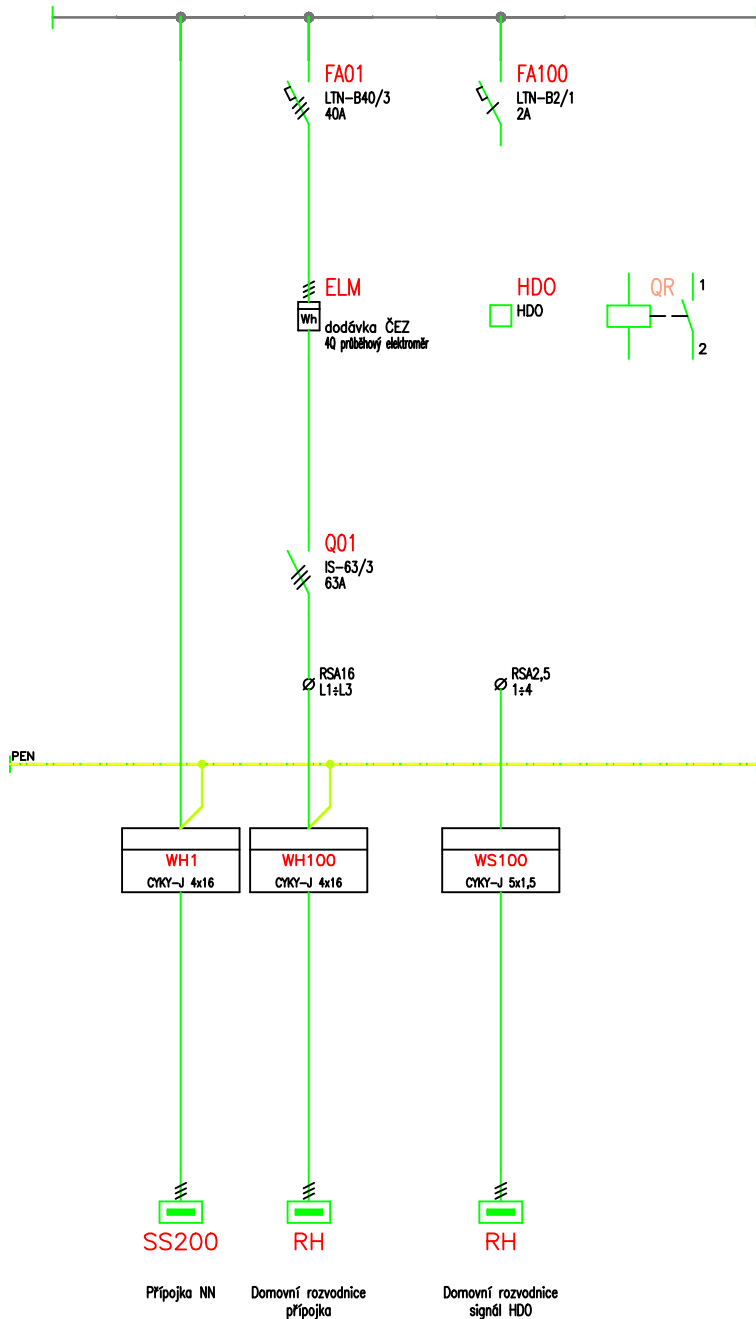 FA01
LTN-B40/3
40A
FA100
LTN-B2/1
2A
ELM
Wh
dodávka ČEZ
4Q průběhový elektroměr
HDO
HDO
QR
1
2
Q01
IS-63/3
63A
RSA16
L1÷L3
RSA2,5
1÷4
PEN
WH1
CYKY-J 4x16
WH100
CYKY-J 4x16
WS100
CYKY-J 5x1,5
SS200
RH
RH
Přípojka NN
Domovní rozvodnice
přípojka
Domovní rozvodnice
signál HDO